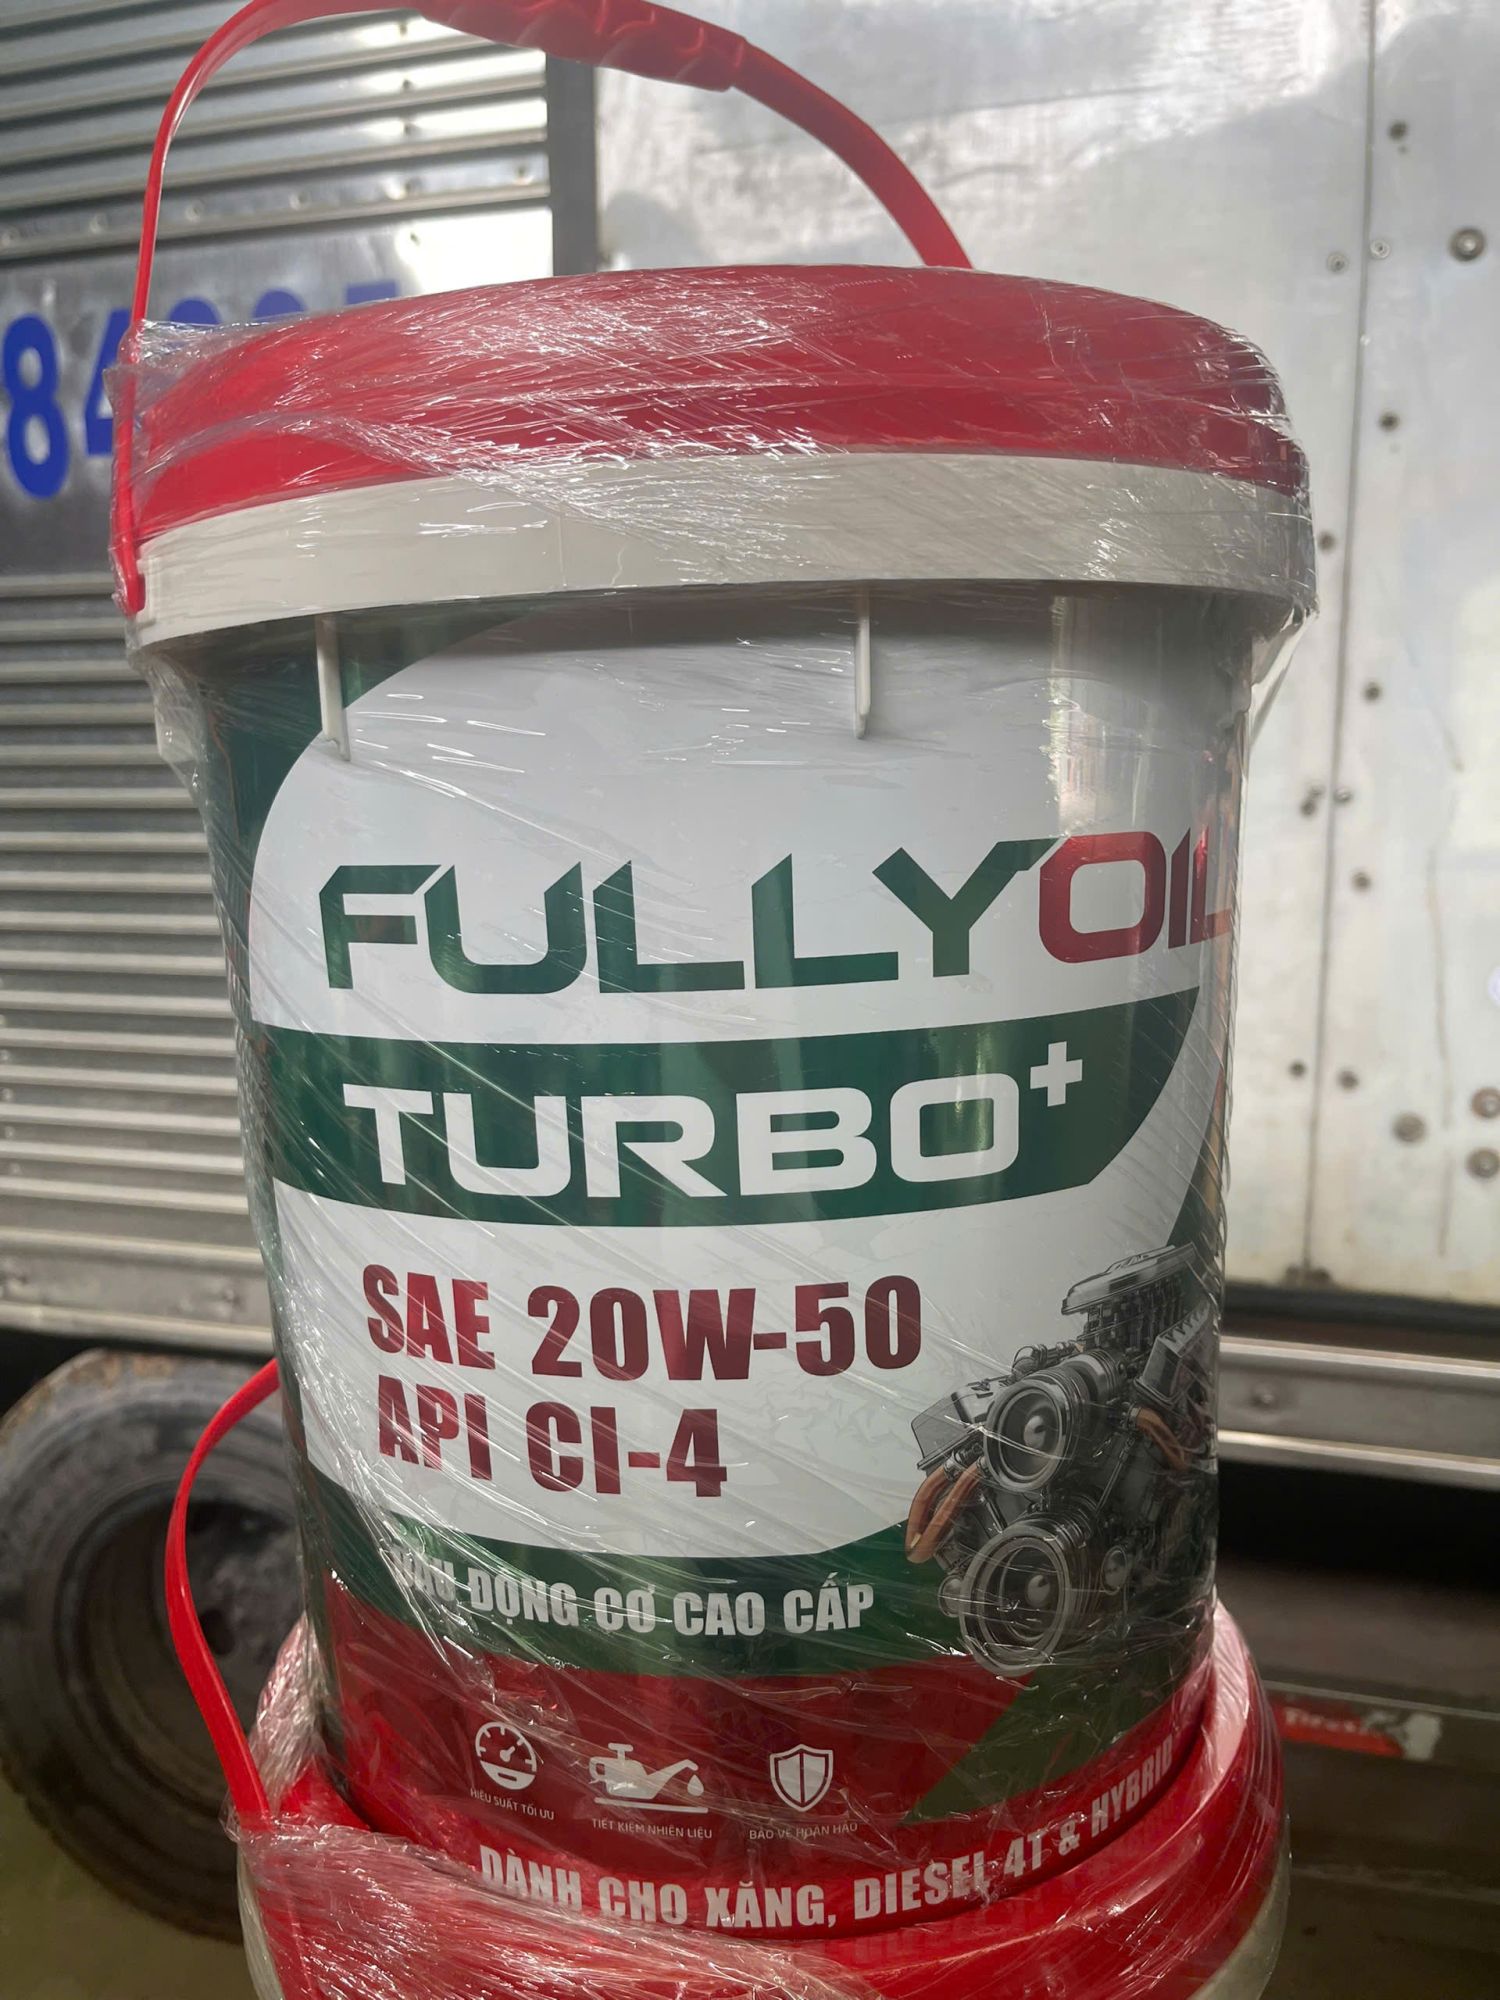 FULLYOIL
TURBO+
SAE 20W-50
API CI-4
DẦU ĐỘNG CƠ CAO CẤP
HIỆU SUẤT TỐI ƯU
TIẾT KIỆM NHIÊN LIỆU
BẢO VỆ HOÀN HẢO
DÀNH CHO XĂNG, DIESEL 4T & HYBRID